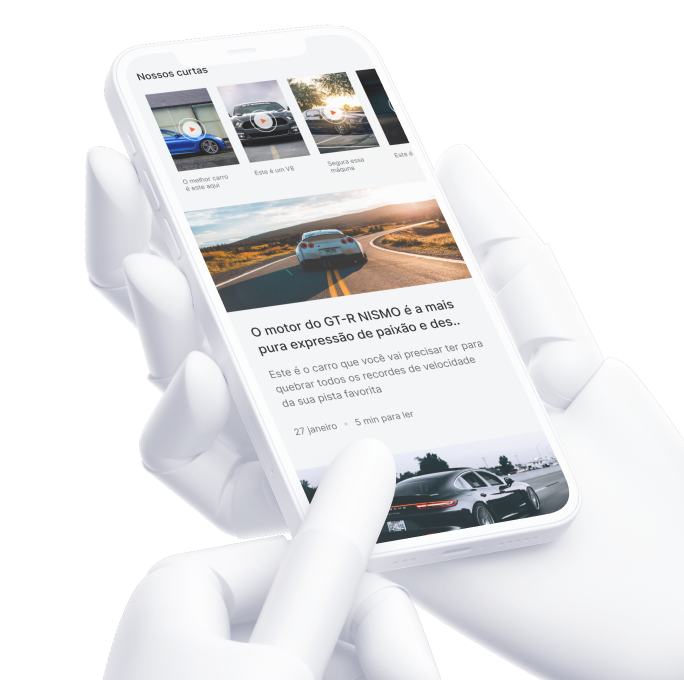 Nossos curtas
O melhor carro
é este aqui
Este é um V8
Segura essa
máquina
Este é
O motor do GT-R NISMO é a mais
pura expressão de paixão e des..
Este é o carro que você vai precisar ter para
quebrar todos os recordes de velocidade
da sua pista favorita
27 janeiro • 5 min para ler